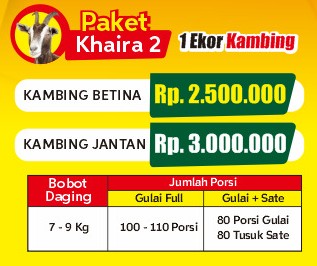 Paket
Khaira 2
1 Ekor Kambing
KAMBING BETINA Rp. 2.500.000
KAMBING JANTAN Rp. 3.000.000
Bobot Daging Jumlah Porsi
Gulai Full Gulai + Sate
7 - 9 Kg 100 - 110 Porsi 80 Porsi Gulai
80 Tusuk Sate